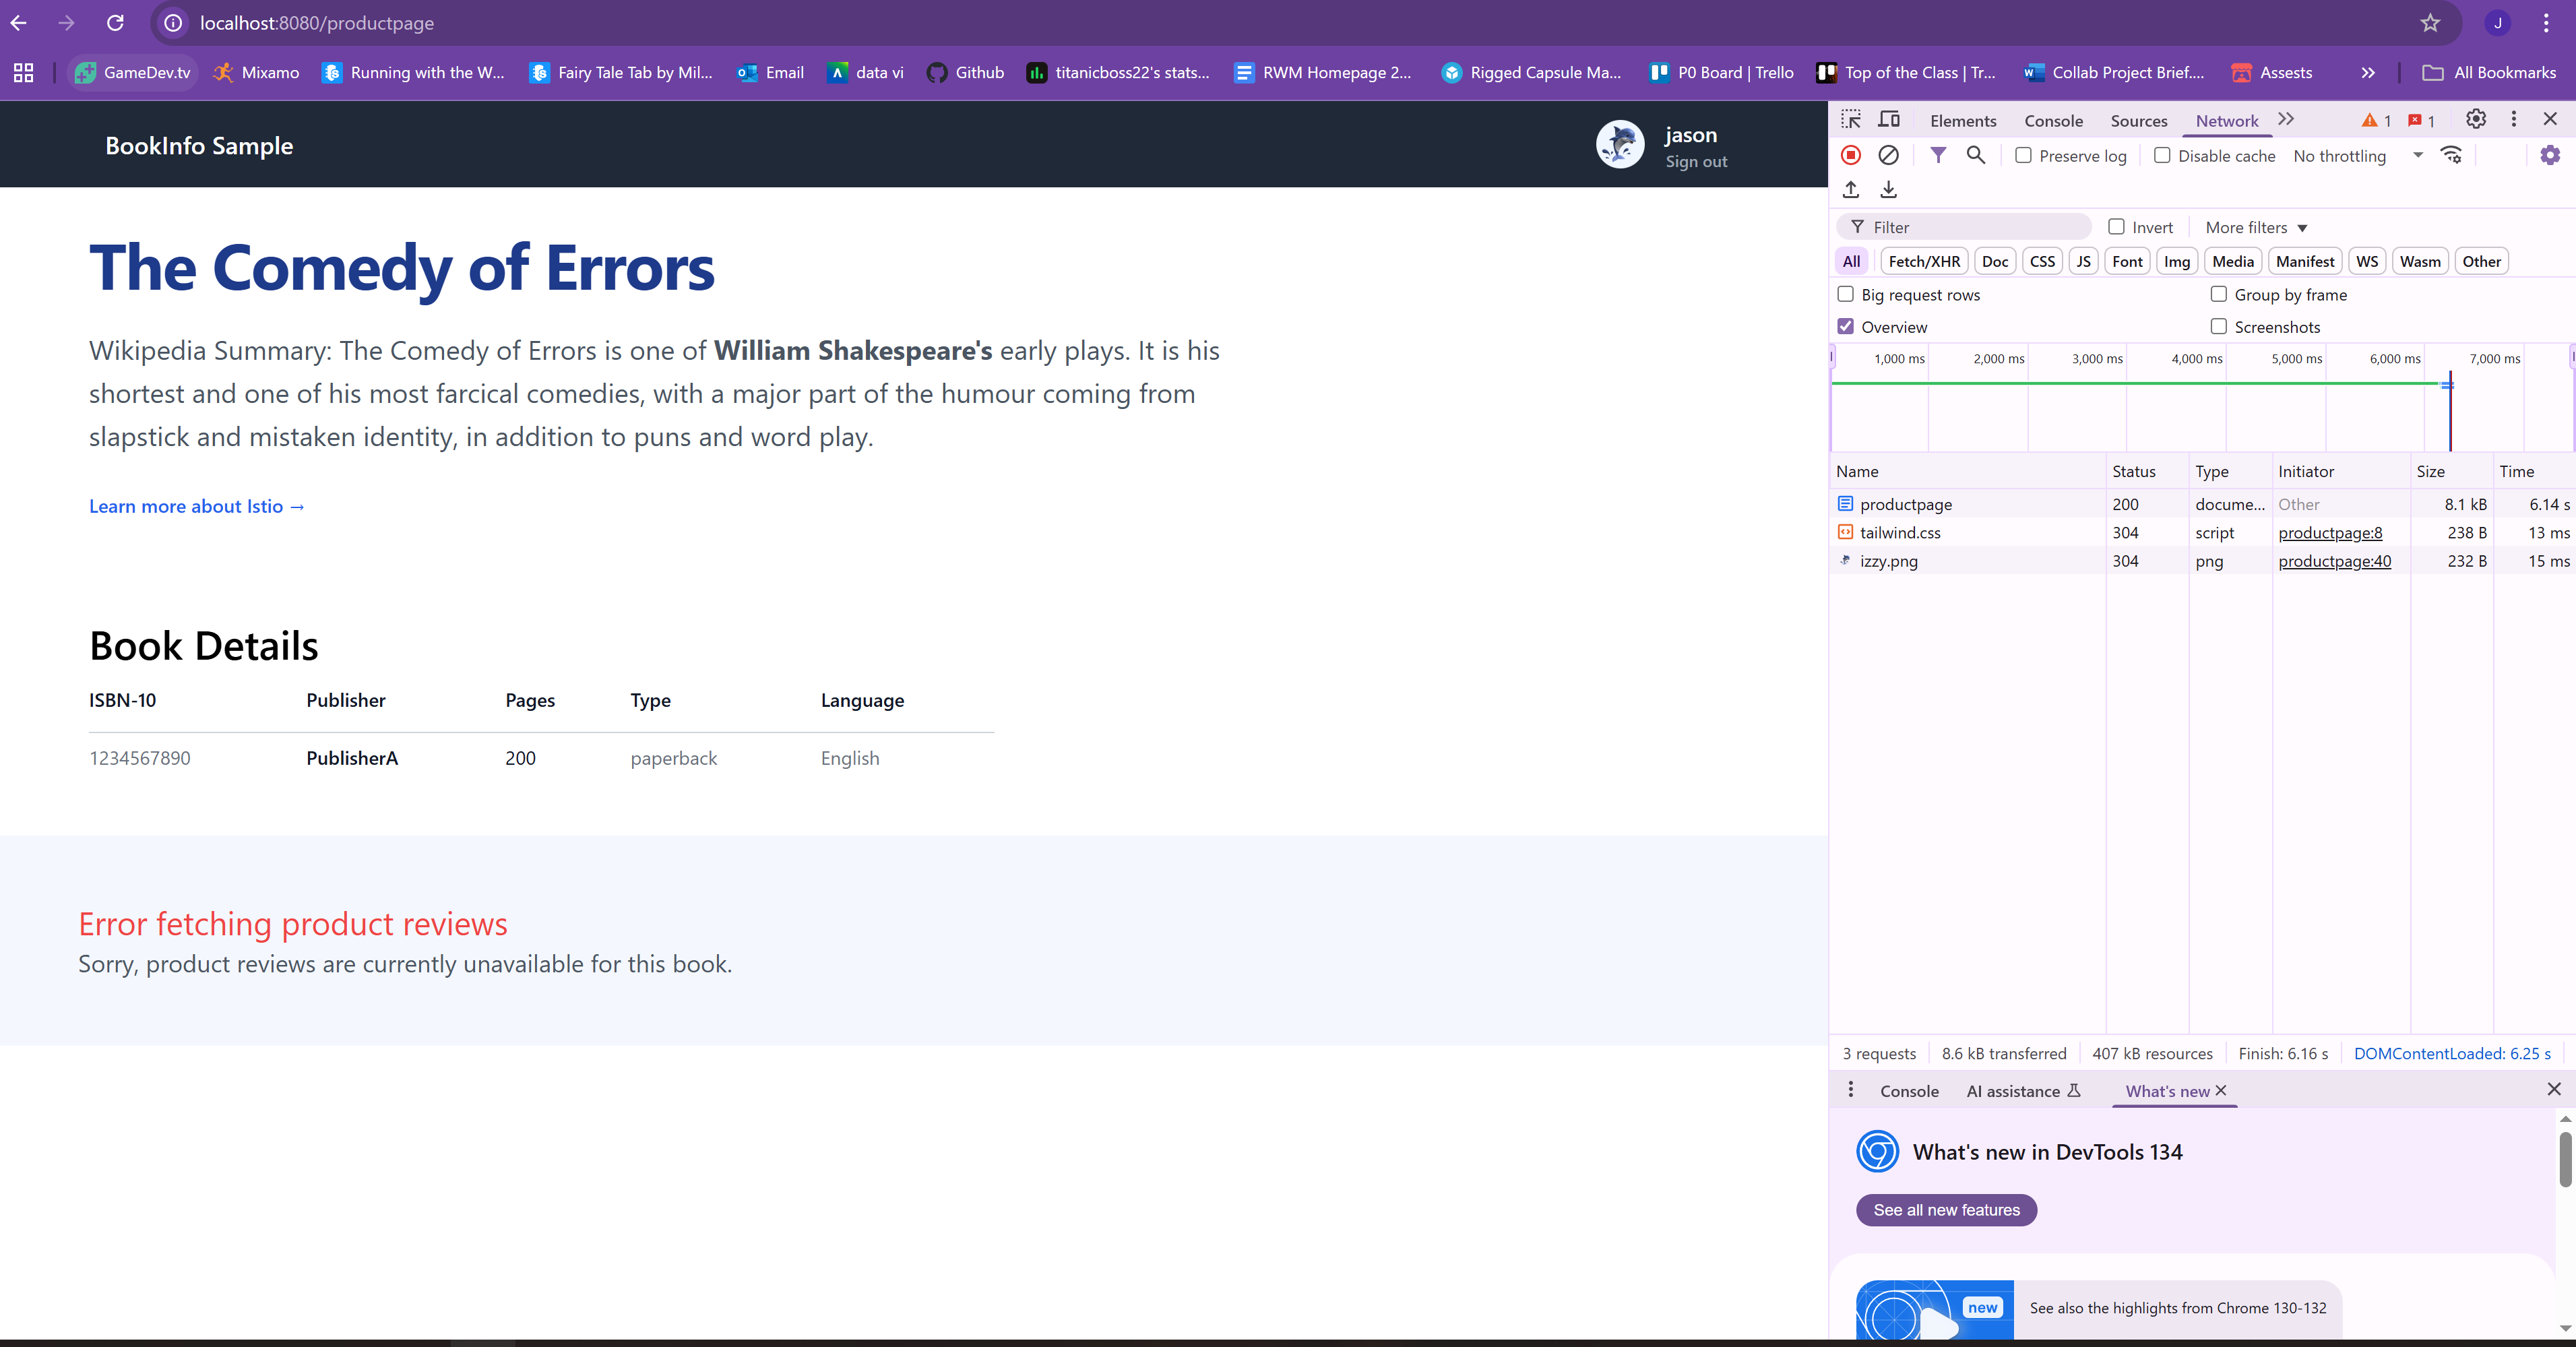 localhost:8080/productpage
J
GameDev.tv
Mixamo
Running with the W...
Fairy Tale Tab by Mil...
Email
data vi
Github
titanicboss22's stats...
RWM Homepage 2...
Rigged Capsule Ma...
P0 Board | Trello
Top of the Class | Tr...
Collab Project Brief....
Assests
All Bookmarks
BookInfo Sample
jason
Sign out
The Comedy of Errors
Wikipedia Summary: The Comedy of Errors is one of William Shakespeare's early plays. It is his
shortest and one of his most farcical comedies, with a major part of the humour coming from
slapstick and mistaken identity, in addition to puns and word play.
Learn more about Istio →
Book Details
ISBN-10 Publisher Pages Type Language
1234567890 PublisherA 200 paperback English
Error fetching product reviews
Sorry, product reviews are currently unavailable for this book.
Elements Console Sources Network 1 1
Preserve log Disable cache No throttling
Filter Invert More filters
All Fetch/XHR Doc CSS JS Font Img Media Manifest WS Wasm Other
Big request rows Group by frame
Overview Screenshots
1,000 ms 2,000 ms 3,000 ms 4,000 ms 5,000 ms 6,000 ms 7,000 ms
Name Status Type Initiator Size Time
productpage 200 docume... Other 8.1 kB 6.14 s
tailwind.css 304 script productpage:8 238 B 13 ms
izzy.png 304 png productpage:40 232 B 15 ms
3 requests 8.6 kB transferred 407 kB resources Finish: 6.16 s DOMContentLoaded: 6.25 s
Console AI assistance What's new
What's new in DevTools 134
See all new features
new
See also the highlights from Chrome 130-132